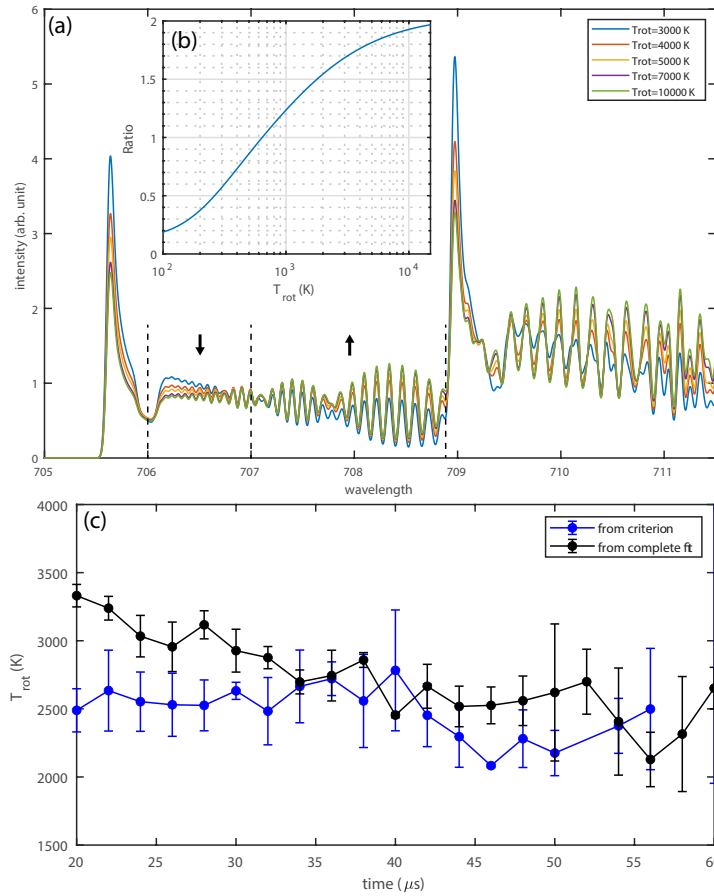 (a)
6
5
4
3
2
1
0
intensity (arb. unit)
705
706
707
708
709
710
711
wavelength
Trot=3000 K
Trot=4000 K
Trot=5000 K
Trot=7000 K
Trot=10000 K
(b)
2
1.5
1
0.5
0
Ratio
10^2
10^3
10^4
T_rot (K)
(c)
4000
3500
3000
2500
2000
1500
T_rot (K)
20
25
30
35
40
45
50
55
60
time (μs)
from criterion
from complete fit